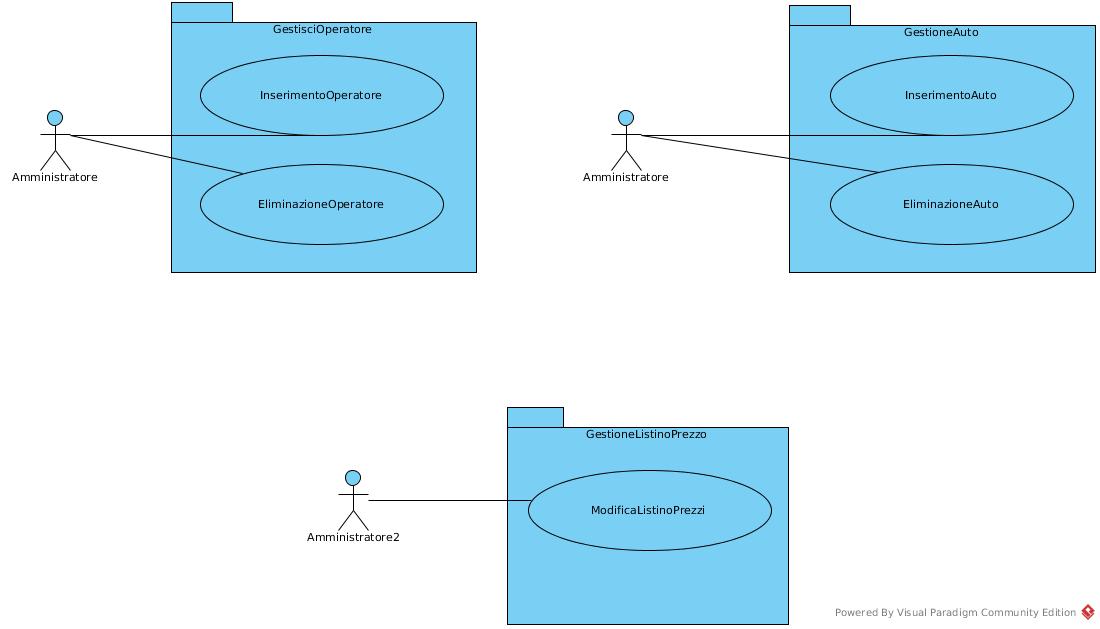 GestisciOperatore
InserimentoOperatore
Amministratore
EliminazioneOperatore
GestioneAuto
InserimentoAuto
Amministratore
EliminazioneAuto
GestioneListinoPrezzo
ModificaListinoPrezzi
Amministratore2
Powered By Visual Paradigm Community Edition